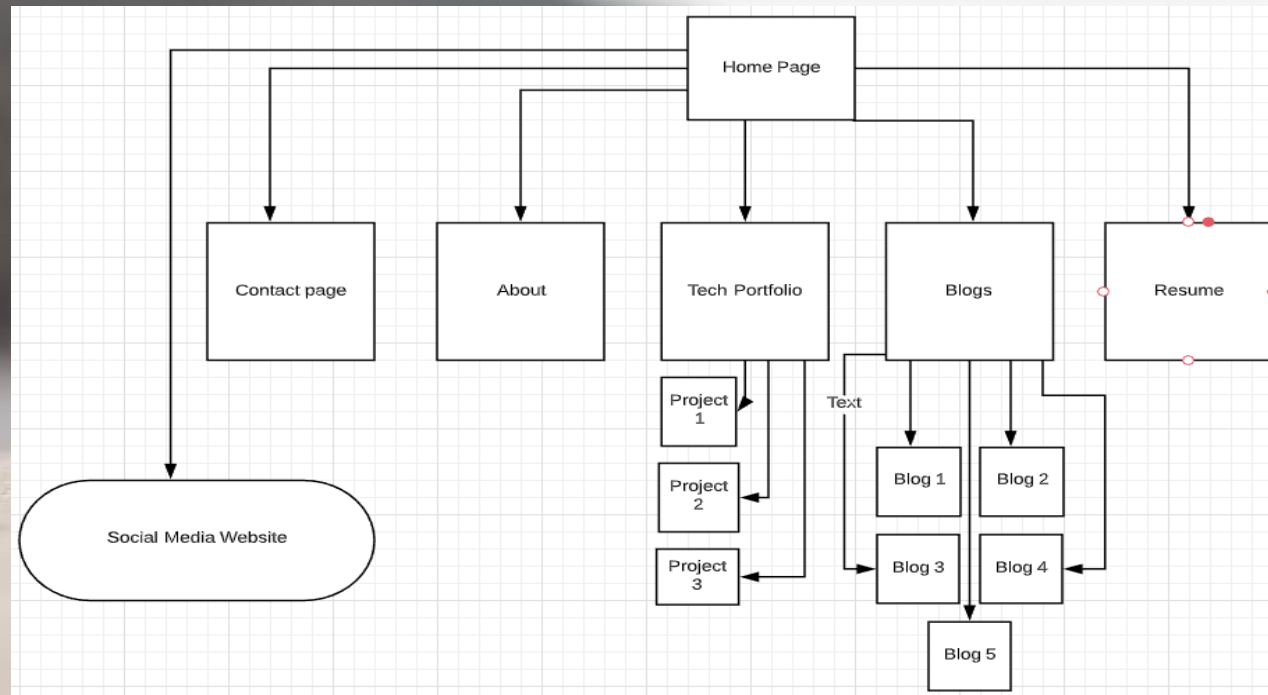 Home Page
Contact page
About
Tech Portfolio
Blogs
Resume
Project
1
Text
Project
2
Blog 1
Blog 2
Social Media Website
Project
3
Blog 3
Blog 4
Blog 5